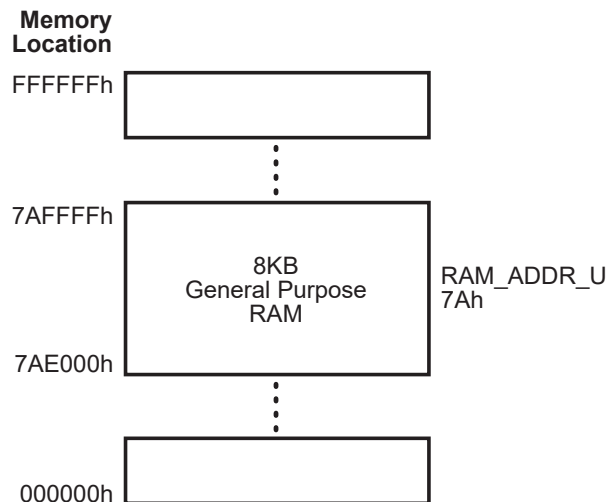 Memory
Location
FFFFFFh
7AFFFFh
8KB
General Purpose
RAM
RAM_ADDR_U
7Ah
7AE000h
000000h